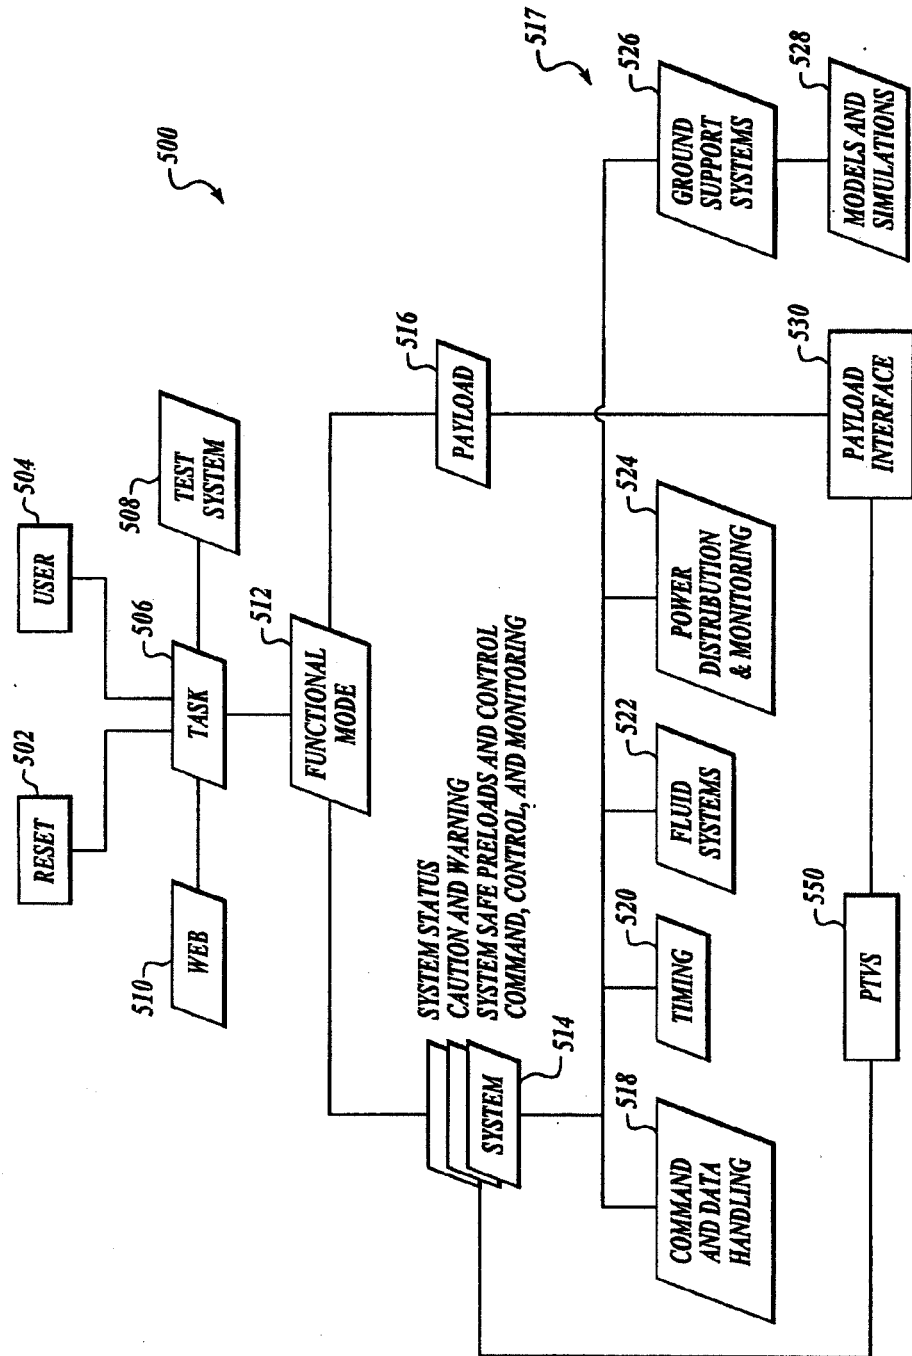 500
502
RESET
504
USER
506
TASK
508
TEST
SYSTEM
510
WEB
512
FUNCTIONAL
MODE
SYSTEM STATUS
CAUTION AND WARNING
SYSTEM SAFE PRELOADS AND CONTROL
COMMAND, CONTROL, AND MONITORING
514
SYSTEM
516
PAYLOAD
517
518
COMMAND
AND DATA
HANDLING
520
TIMING
522
FLUID
SYSTEMS
524
POWER
DISTRIBUTION
& MONITORING
526
GROUND
SUPPORT
SYSTEMS
528
MODELS AND
SIMULATIONS
530
PAYLOAD
INTERFACE
550
PTVS